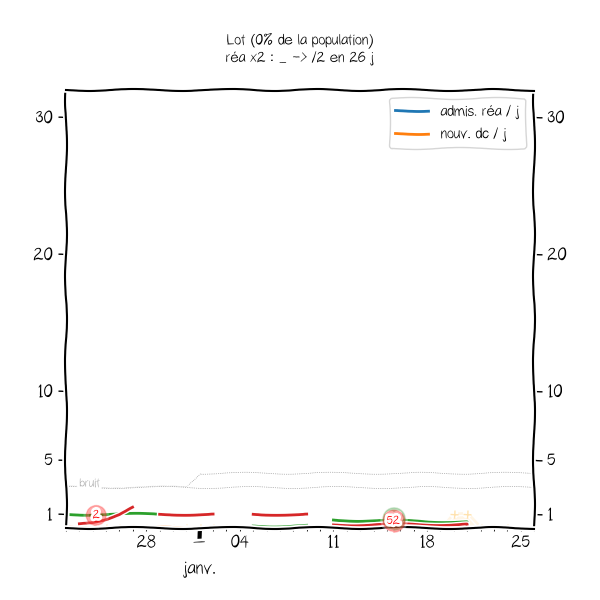 Lot (0% de la population)
réa x2 : _ -> /2 en 26 j
admis. réa / j
nouv. dc / j
30
30
20
20
10
10
5
5
bruit
1
2
52
1
28
04
11
18
25
janv.